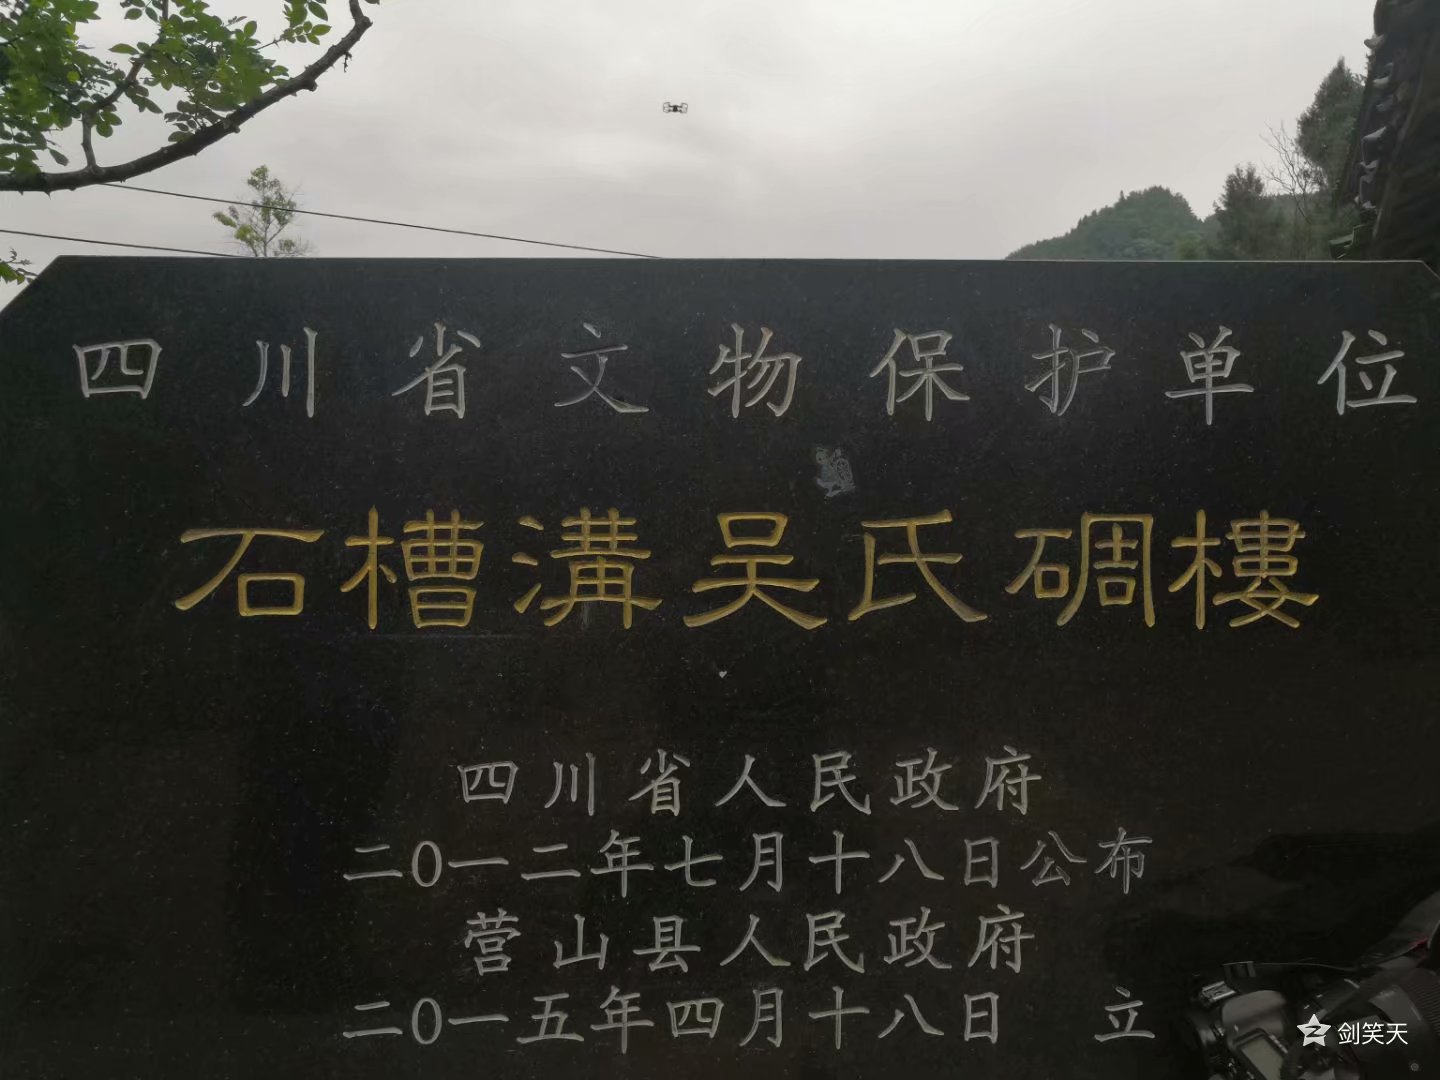 四川省文物保护单位
石槽溝吴氏碉樓
四川省人民政府
二〇一二年七月十八日公布
营山县人民政府
二〇一五年四月十八日 立
剑笑天